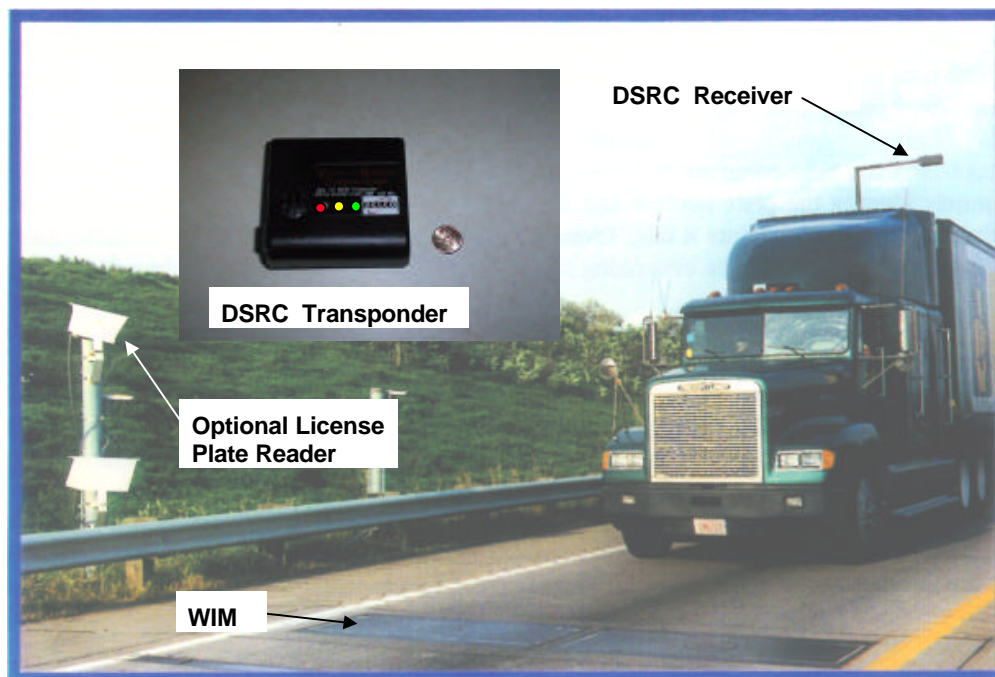 DSRC Receiver
DSRC Transponder
Optional License
Plate Reader
WIM